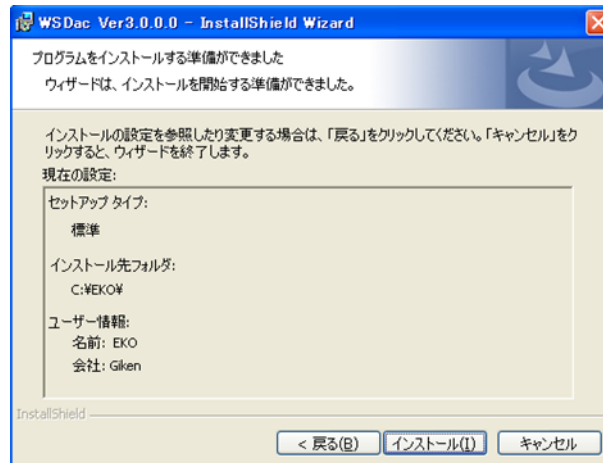 WSDac Ver3.0.0.0 - InstallShield Wizard
プログラムをインストールする準備ができました
ウィザードは、インストールを開始する準備ができました。
インストールの設定を参照したり変更する場合は、「戻る」をクリックしてください。「キャンセル」をク
リックすると、ウィザードを終了します。
現在の設定:
セットアップ タイプ:
標準
インストール先フォルダ:
C:¥EKO¥
ユーザー情報:
名前: EKO
会社: Giken
InstallShield
< 戻る(B)
インストール(I)
キャンセル